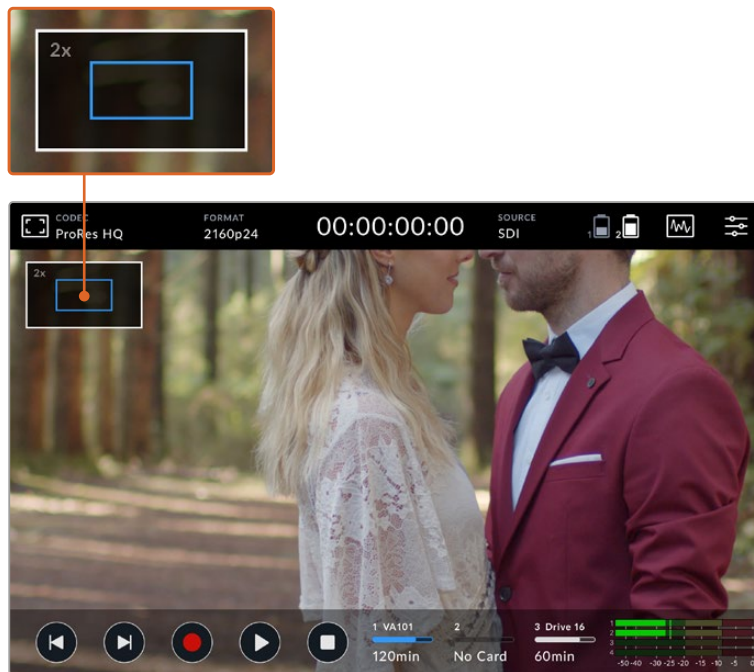 2x
CODEC
ProRes HQ
FORMAT
2160p24
00:00:00:00
SOURCE
SDI
1
2
2x
1 VA101
120min
2
No Card
3 Drive 16
60min
1
2
3
4
-50 -40 -30 -25 -20 -15 -10 -5